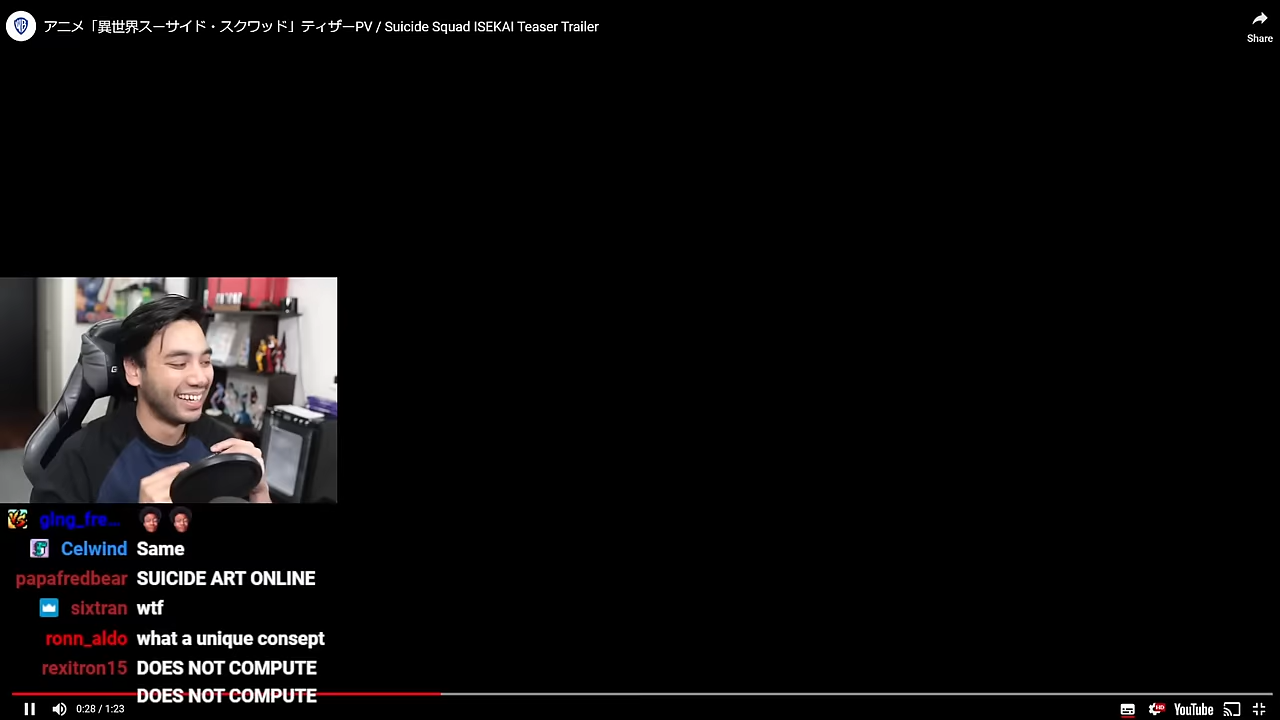 アニメ「異世界スーサイド・スクワッド」ティザーPV / Suicide Squad ISEKAI Teaser Trailer
Share
ging_fre...
Celwind Same
papafredbear SUICIDE ART ONLINE
sixtran wtf
ronn_aldo what a unique consept
rexitron15 DOES NOT COMPUTE
DOES NOT COMPUTE
0:28 / 1:23
HD
YouTube